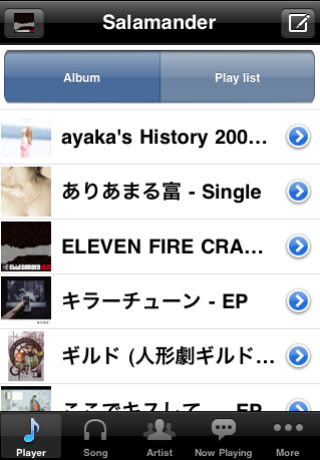 Salamander
Album
Play list
ayaka's History 200...
ありあまる富 - Single
ELEVEN FIRE CRA...
キラーチューン - EP
ギルド (人形劇ギルド...
ここでキスして。 - EP
Player
Song
Artist
Now Playing
More